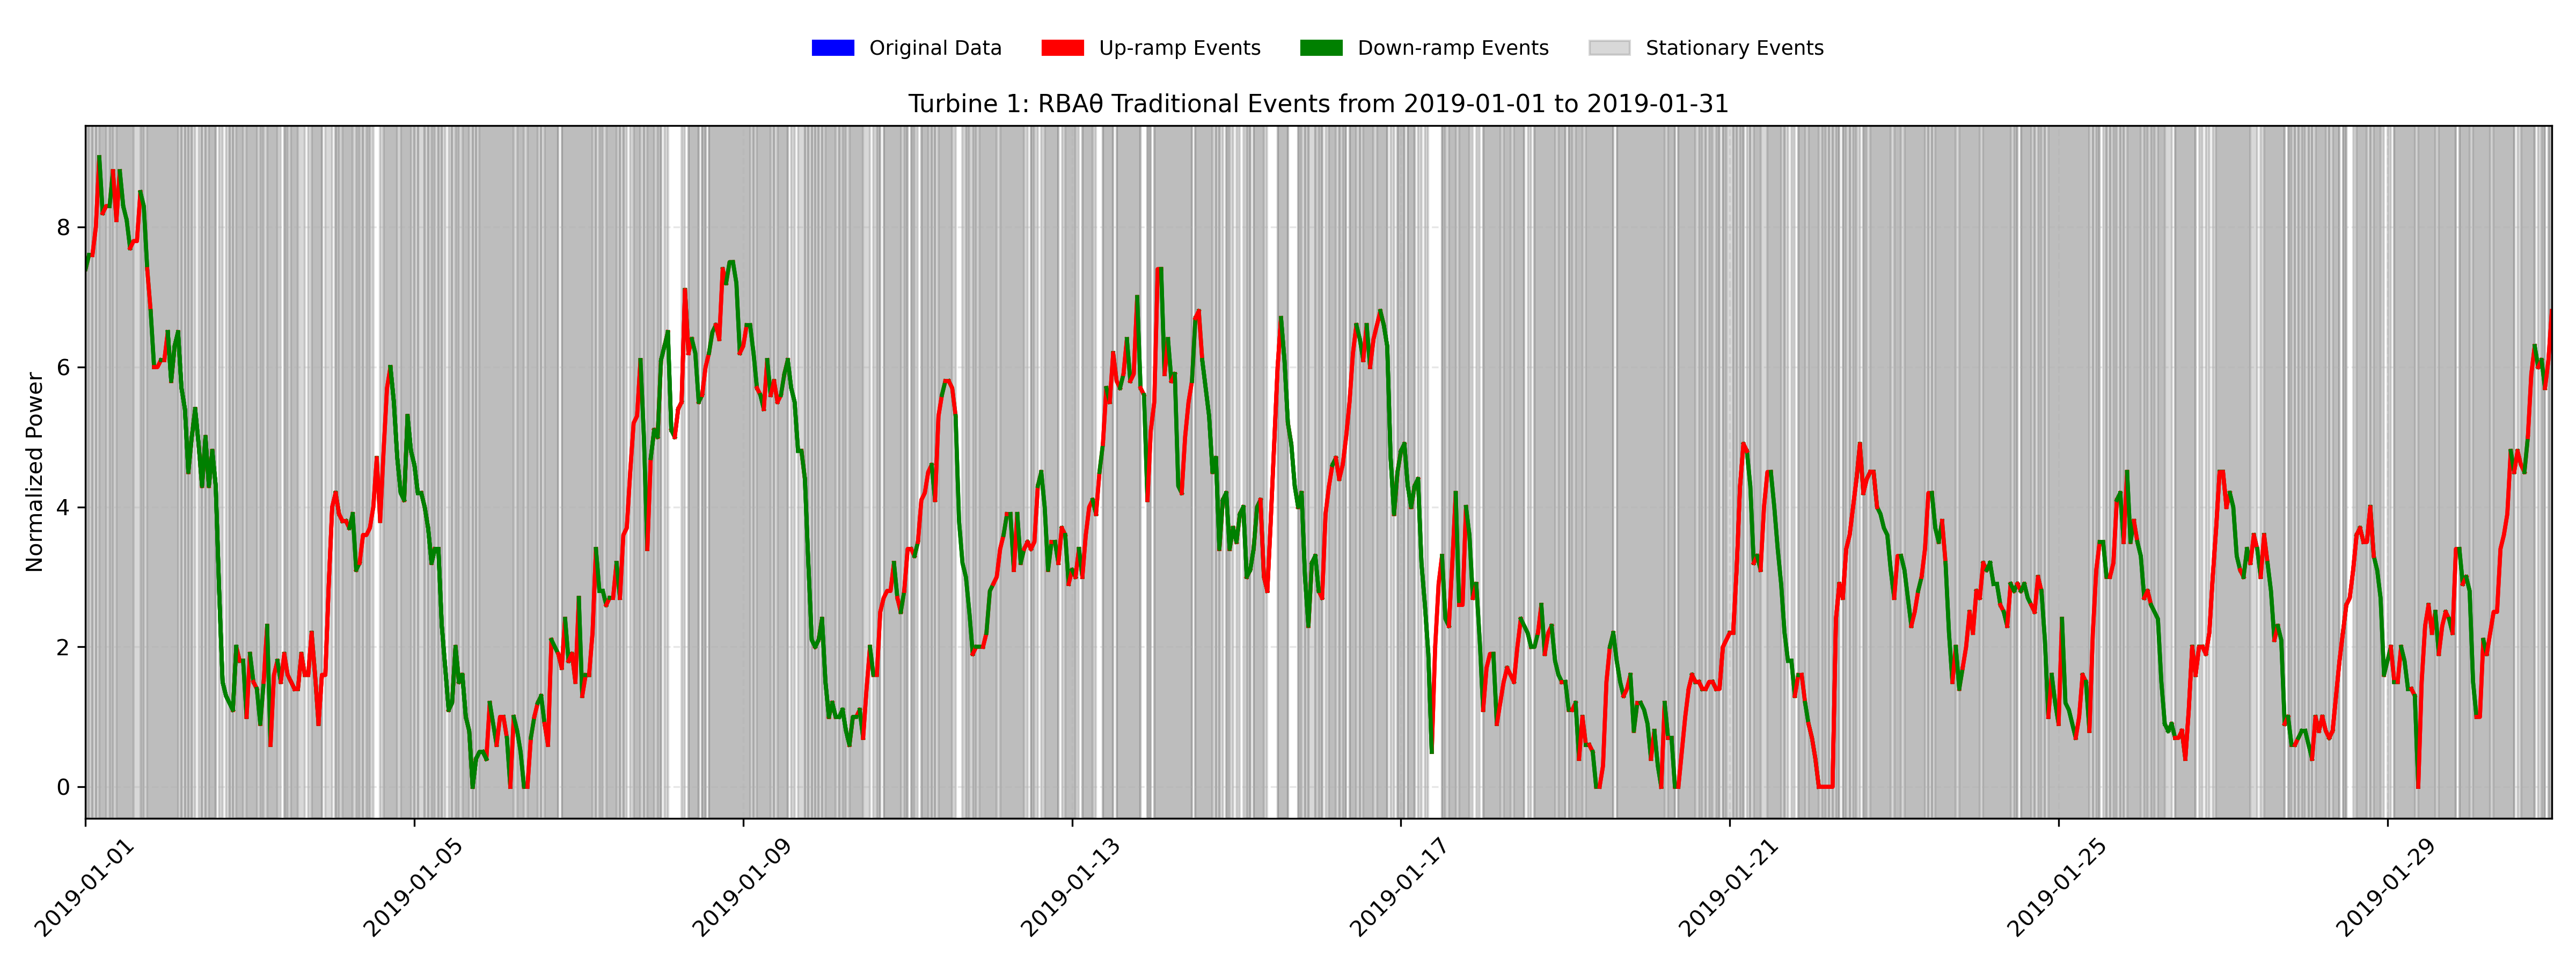 Original Data Up-ramp Events Down-ramp Events Stationary Events
Turbine 1: RBAθ Traditional Events from 2019-01-01 to 2019-01-31
Normalized Power
8
6
4
2
0
2019-01-01 2019-01-05 2019-01-09 2019-01-13 2019-01-17 2019-01-21 2019-01-25 2019-01-29